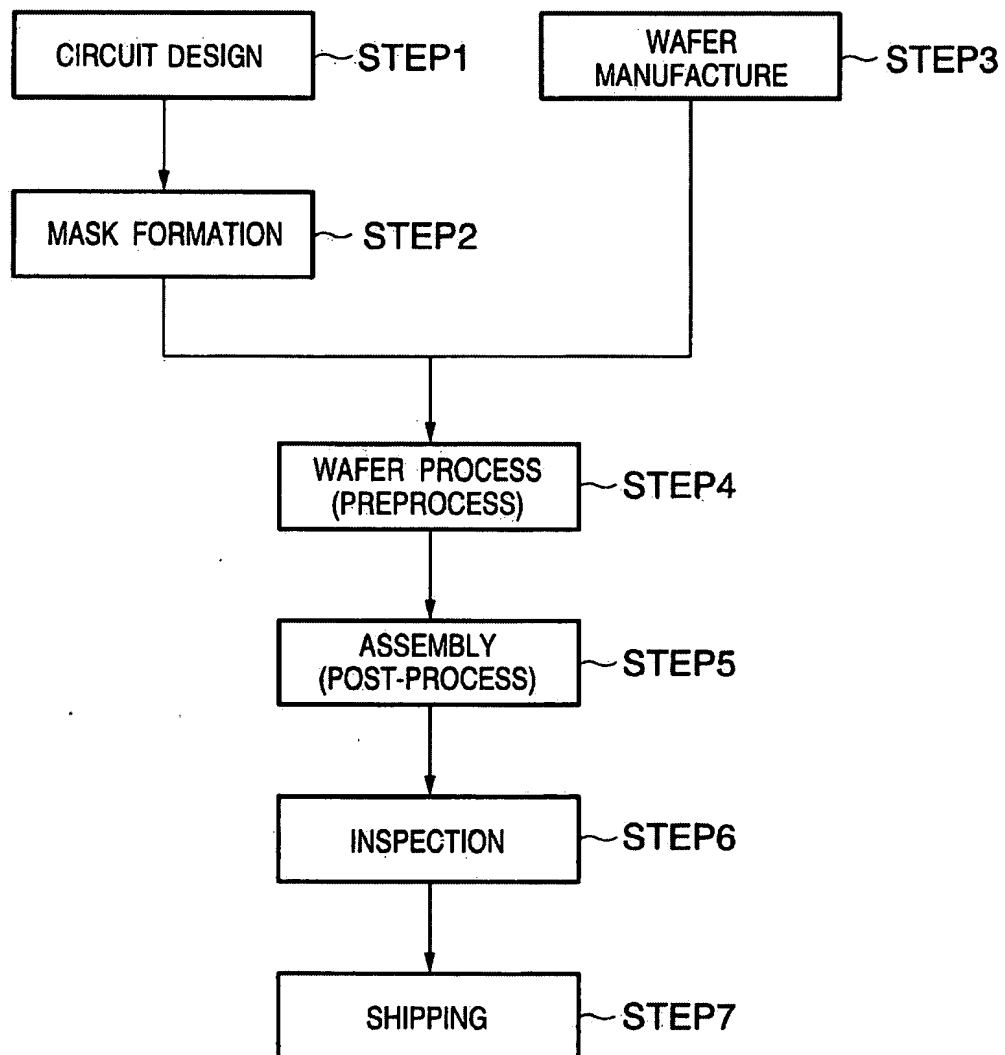 CIRCUIT DESIGN
STEP1
WAFER
MANUFACTURE
STEP3
MASK FORMATION
STEP2
WAFER PROCESS
(PREPROCESS)
STEP4
ASSEMBLY
(POST-PROCESS)
STEP5
INSPECTION
STEP6
SHIPPING
STEP7